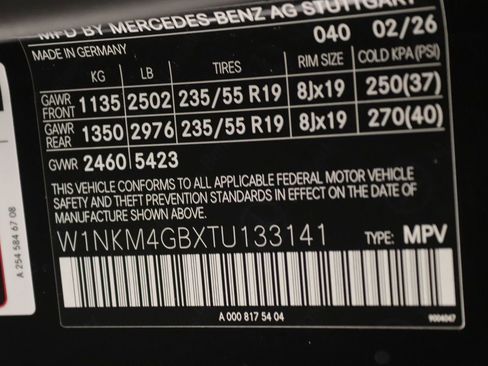 MFD BY MERCEDES-BENZ AG STUTTGART
040 02/26
MADE IN GERMANY
KG LB TIRES RIM SIZE COLD KPA (PSI)
GAWR FRONT 1135 2502 235/55 R19 8Jx19 250(37)
GAWR REAR 1350 2976 235/55 R19 8Jx19 270(40)
GVWR 2460 5423
THIS VEHICLE CONFORMS TO ALL APPLICABLE FEDERAL MOTOR VEHICLE
SAFETY AND THEFT PREVENTION STANDARDS IN EFFECT ON THE DATE OF
MANUFACTURE SHOWN ABOVE.
W1NKM4GBXTU133141 TYPE: MPV
A 000 817 54 04
9004047
A 254 584 67 08